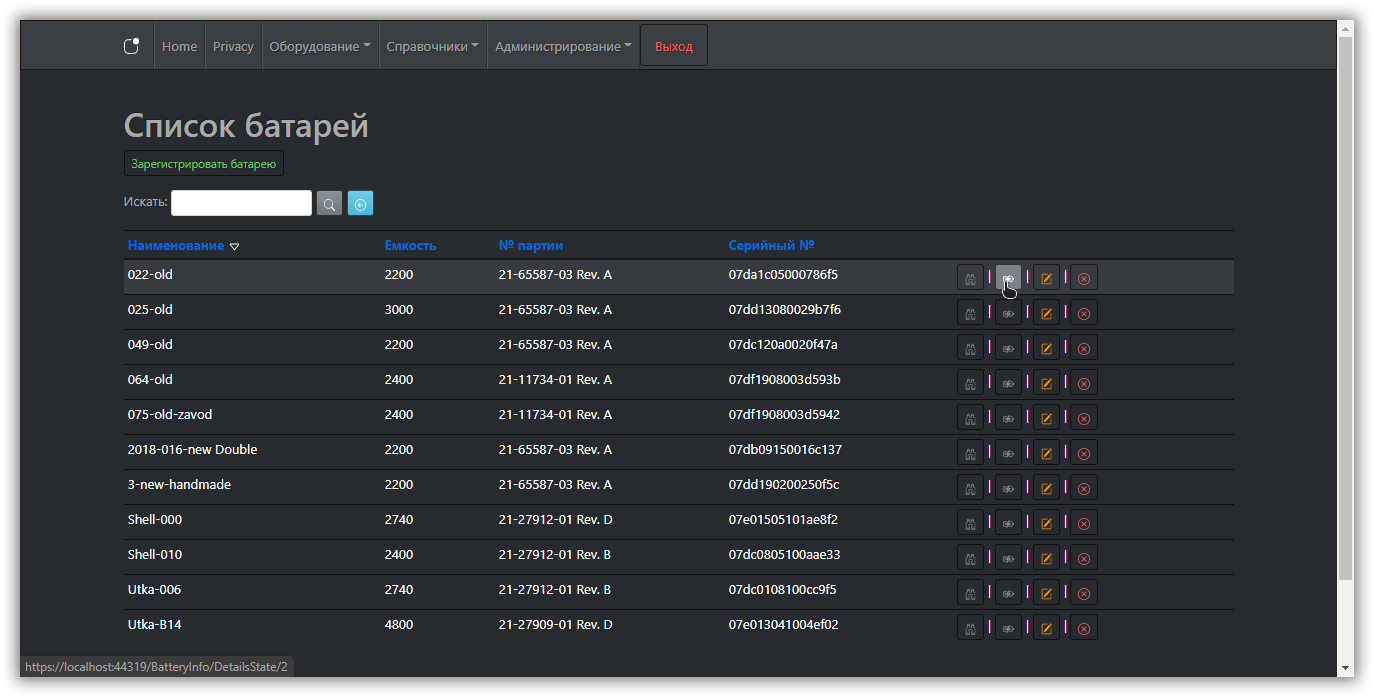 Home Privacy Оборудование Справочники Администрирование Выход
Список батарей
Зарегистрировать батарею
Искать:
Наименование Емкость № партии Серийный №
022-old 2200 21-65587-03 Rev. A 07da1c05000786f5
025-old 3000 21-65587-03 Rev. A 07dd13080029b7f6
049-old 2200 21-65587-03 Rev. A 07dc120a0020f47a
064-old 2400 21-11734-01 Rev. A 07df1908003d593b
075-old-zavod 2400 21-11734-01 Rev. A 07df1908003d5942
2018-016-new Double 2200 21-65587-03 Rev. A 07db09150016c137
3-new-handmade 2200 21-65587-03 Rev. A 07dd190200250f5c
Shell-000 2740 21-27912-01 Rev. D 07e01505101ae8f2
Shell-010 2400 21-27912-01 Rev. B 07dc0805100aae33
Utka-006 2740 21-27912-01 Rev. B 07dc0108100cc9f5
Utka-B14 4800 21-27909-01 Rev. D 07e013041004ef02
https://localhost:44319/BatteryInfo/DetailsState/2